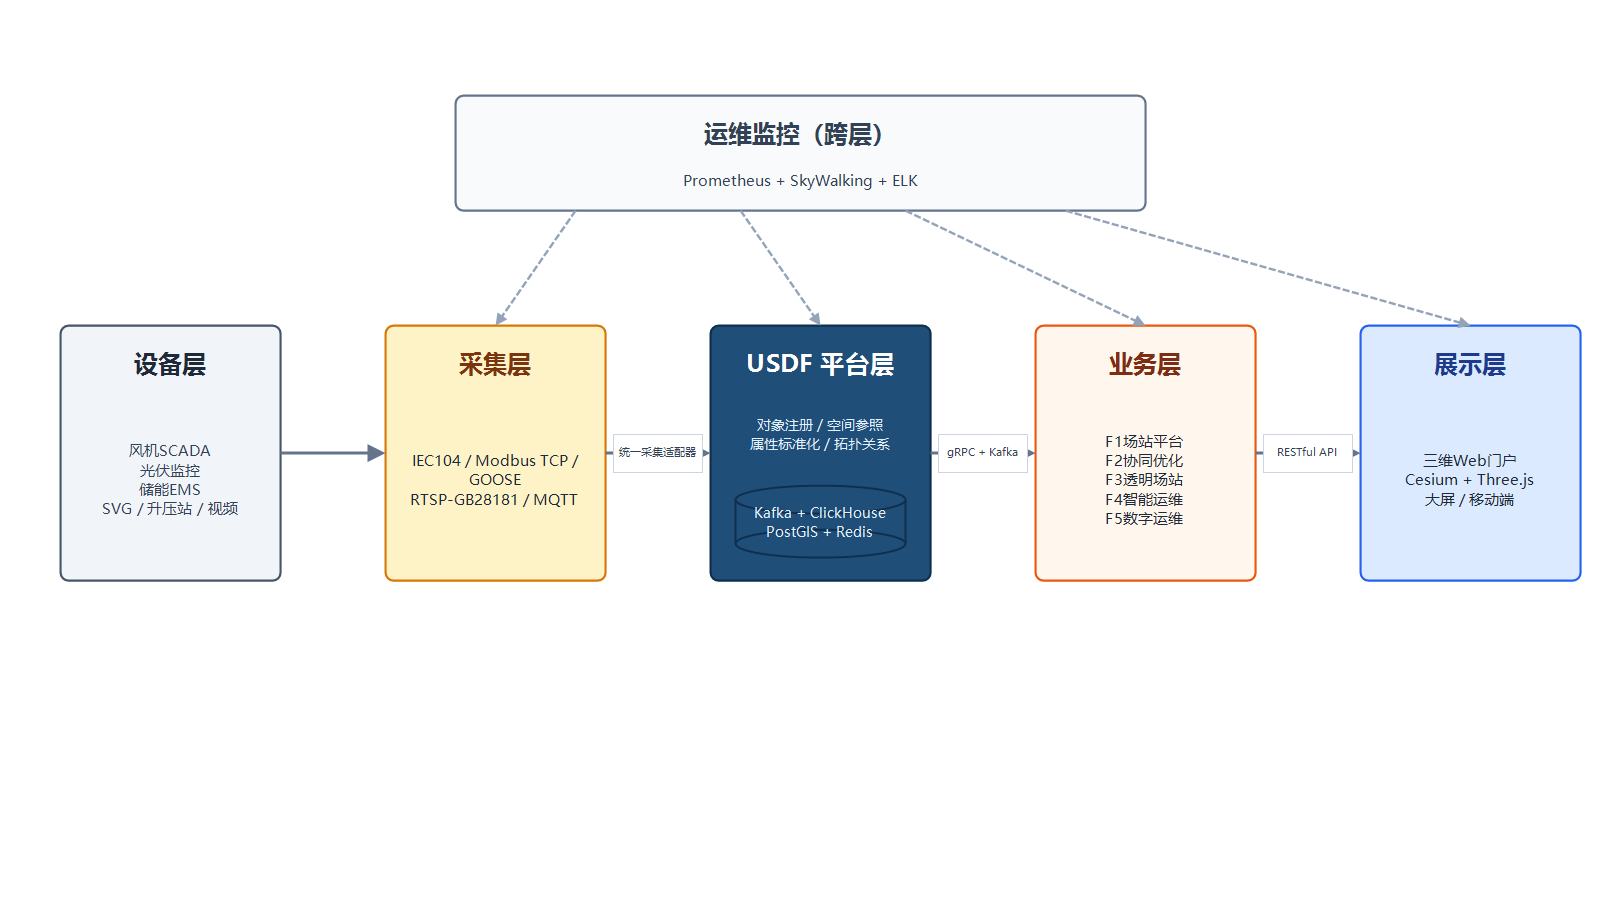 运维监控（跨层）
Prometheus + SkyWalking + ELK
设备层
风机SCADA
光伏监控
储能EMS
SVG / 升压站 / 视频
采集层
IEC104 / Modbus TCP /
GOOSE
RTSP-GB28181 / MQTT
统一采集适配器
USDF 平台层
对象注册 / 空间参照
属性标准化 / 拓扑关系
Kafka + ClickHouse
PostGIS + Redis
gRPC + Kafka
业务层
F1场站平台
F2协同优化
F3透明场站
F4智能运维
F5数字运维
RESTful API
展示层
三维Web门户
Cesium + Three.js
大屏 / 移动端